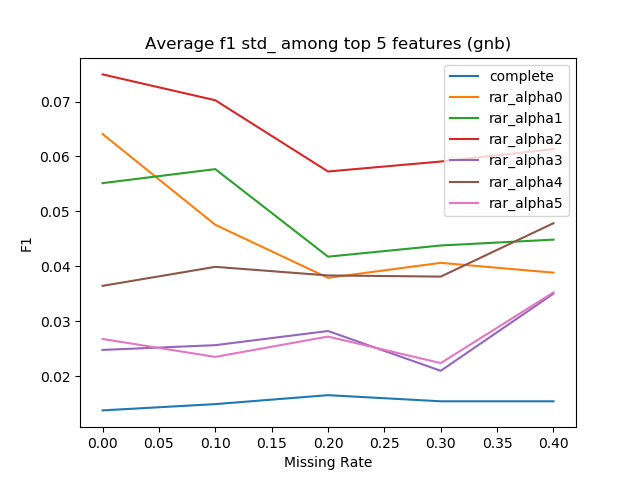 Average f1 std_ among top 5 features (gnb)
complete
rar_alpha0
rar_alpha1
rar_alpha2
rar_alpha3
rar_alpha4
rar_alpha5
F1
0.07
0.06
0.05
0.04
0.03
0.02
0.00 0.05 0.10 0.15 0.20 0.25 0.30 0.35 0.40
Missing Rate